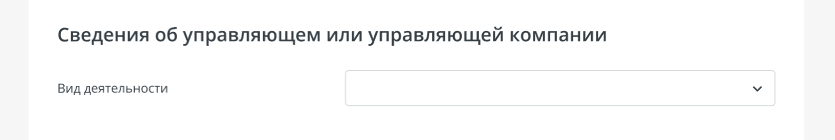 Сведения об управляющем или управляющей компании
Вид деятельности